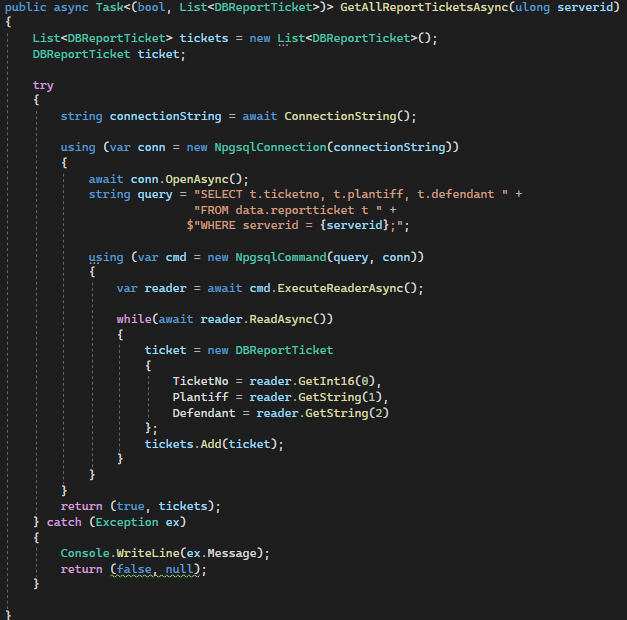 public async Task<(bool, List<DBReportTicket>)> GetAllReportTicketsAsync(ulong serverid)
{
    List<DBReportTicket> tickets = new List<DBReportTicket>();
    DBReportTicket ticket;

    try
    {
        string connectionString = await ConnectionString();

        using (var conn = new NpgsqlConnection(connectionString))
        {
            await conn.OpenAsync();
            string query = "SELECT t.ticketno, t.plantiff, t.defendant " +
                           "FROM data.reportticket t " +
                          $"WHERE serverid = {serverid};";

            using (var cmd = new NpgsqlCommand(query, conn))
            {
                var reader = await cmd.ExecuteReaderAsync();

                while(await reader.ReadAsync())
                {
                    ticket = new DBReportTicket
                    {
                        TicketNo = reader.GetInt16(0),
                        Plantiff = reader.GetString(1),
                        Defendant = reader.GetString(2)
                    };
                    tickets.Add(ticket);
                }
            }
        }
        return (true, tickets);
    } catch (Exception ex)
    {
        Console.WriteLine(ex.Message);
        return (false, null);
    }

}